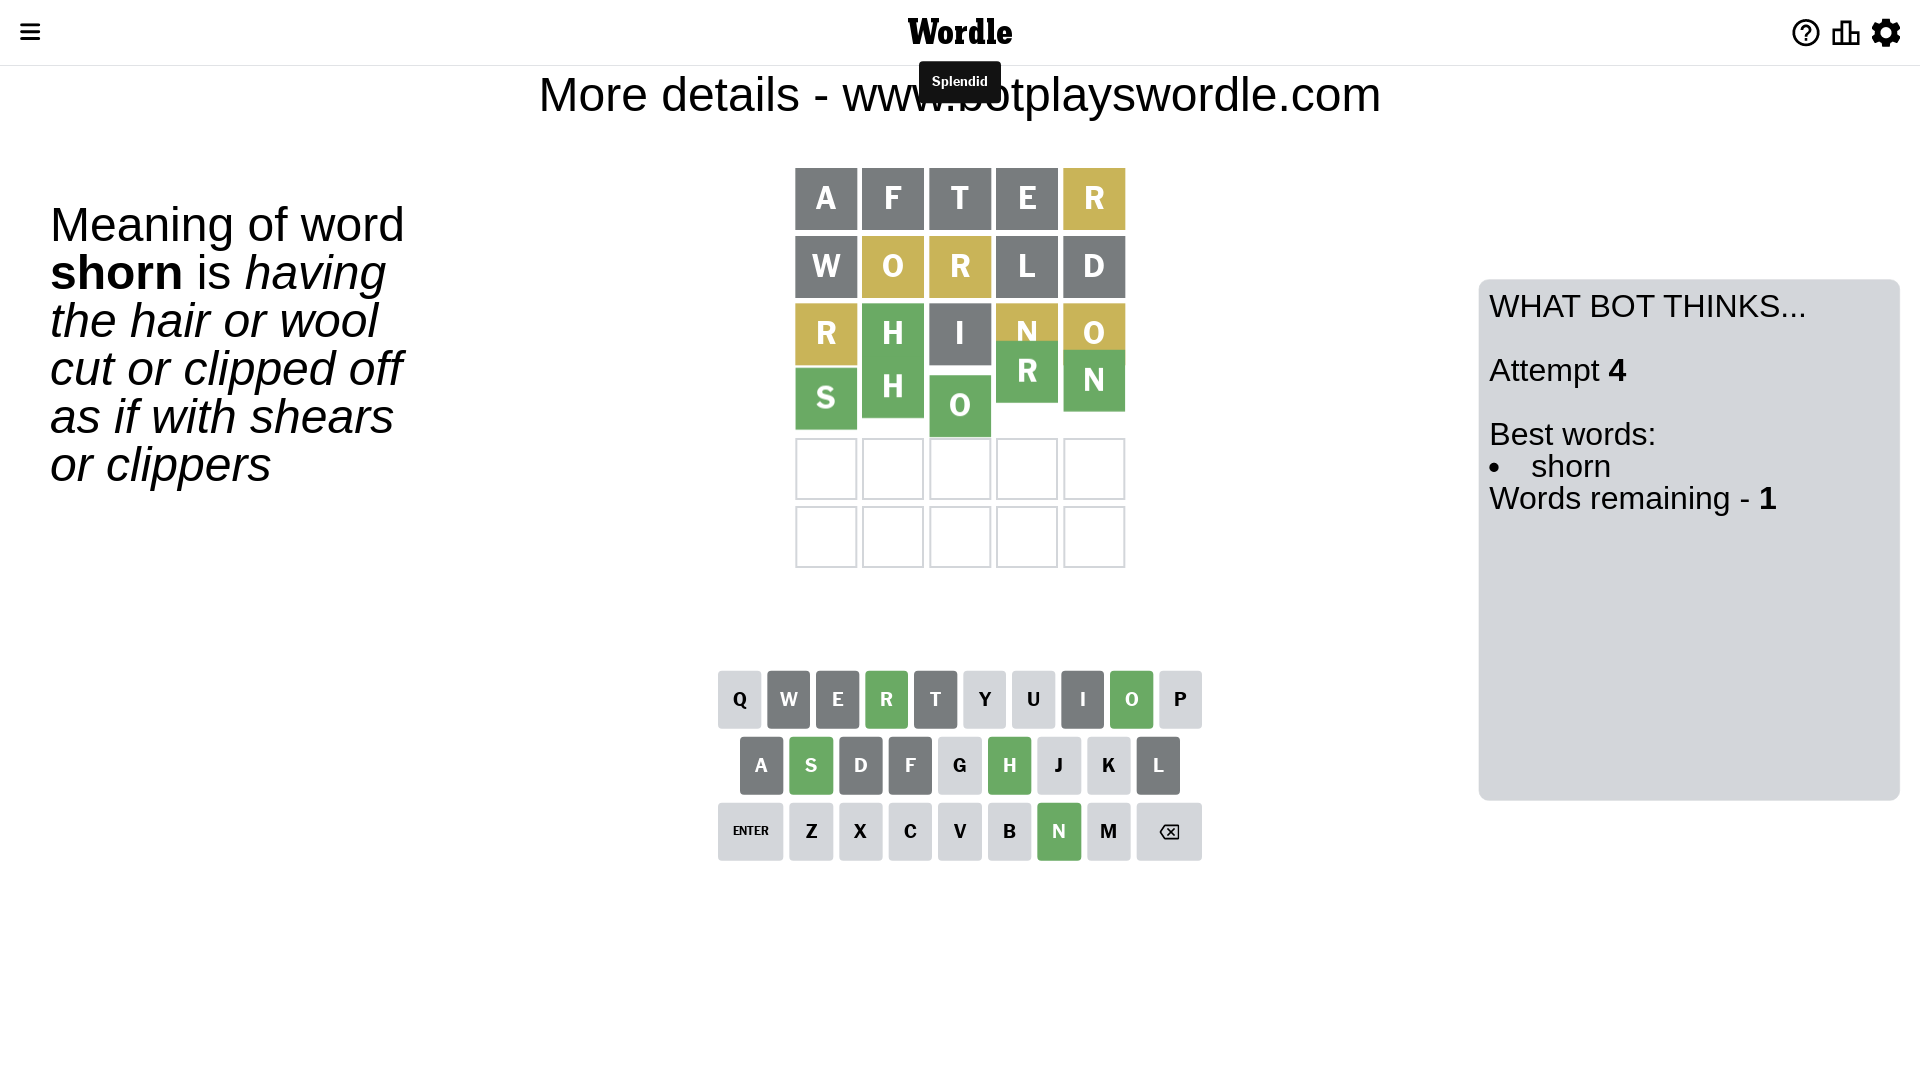 Wordle
Splendid
More details - www.botplayswordle.com
Meaning of word
shorn is having
the hair or wool
cut or clipped off
as if with shears
or clippers
A F T E R
W O R L D
R H I N O
S H O R N
WHAT BOT THINKS...
Attempt 4
Best words:
• shorn
Words remaining - 1
Q W E R T Y U I O P
A S D F G H J K L
ENTER Z X C V B N M